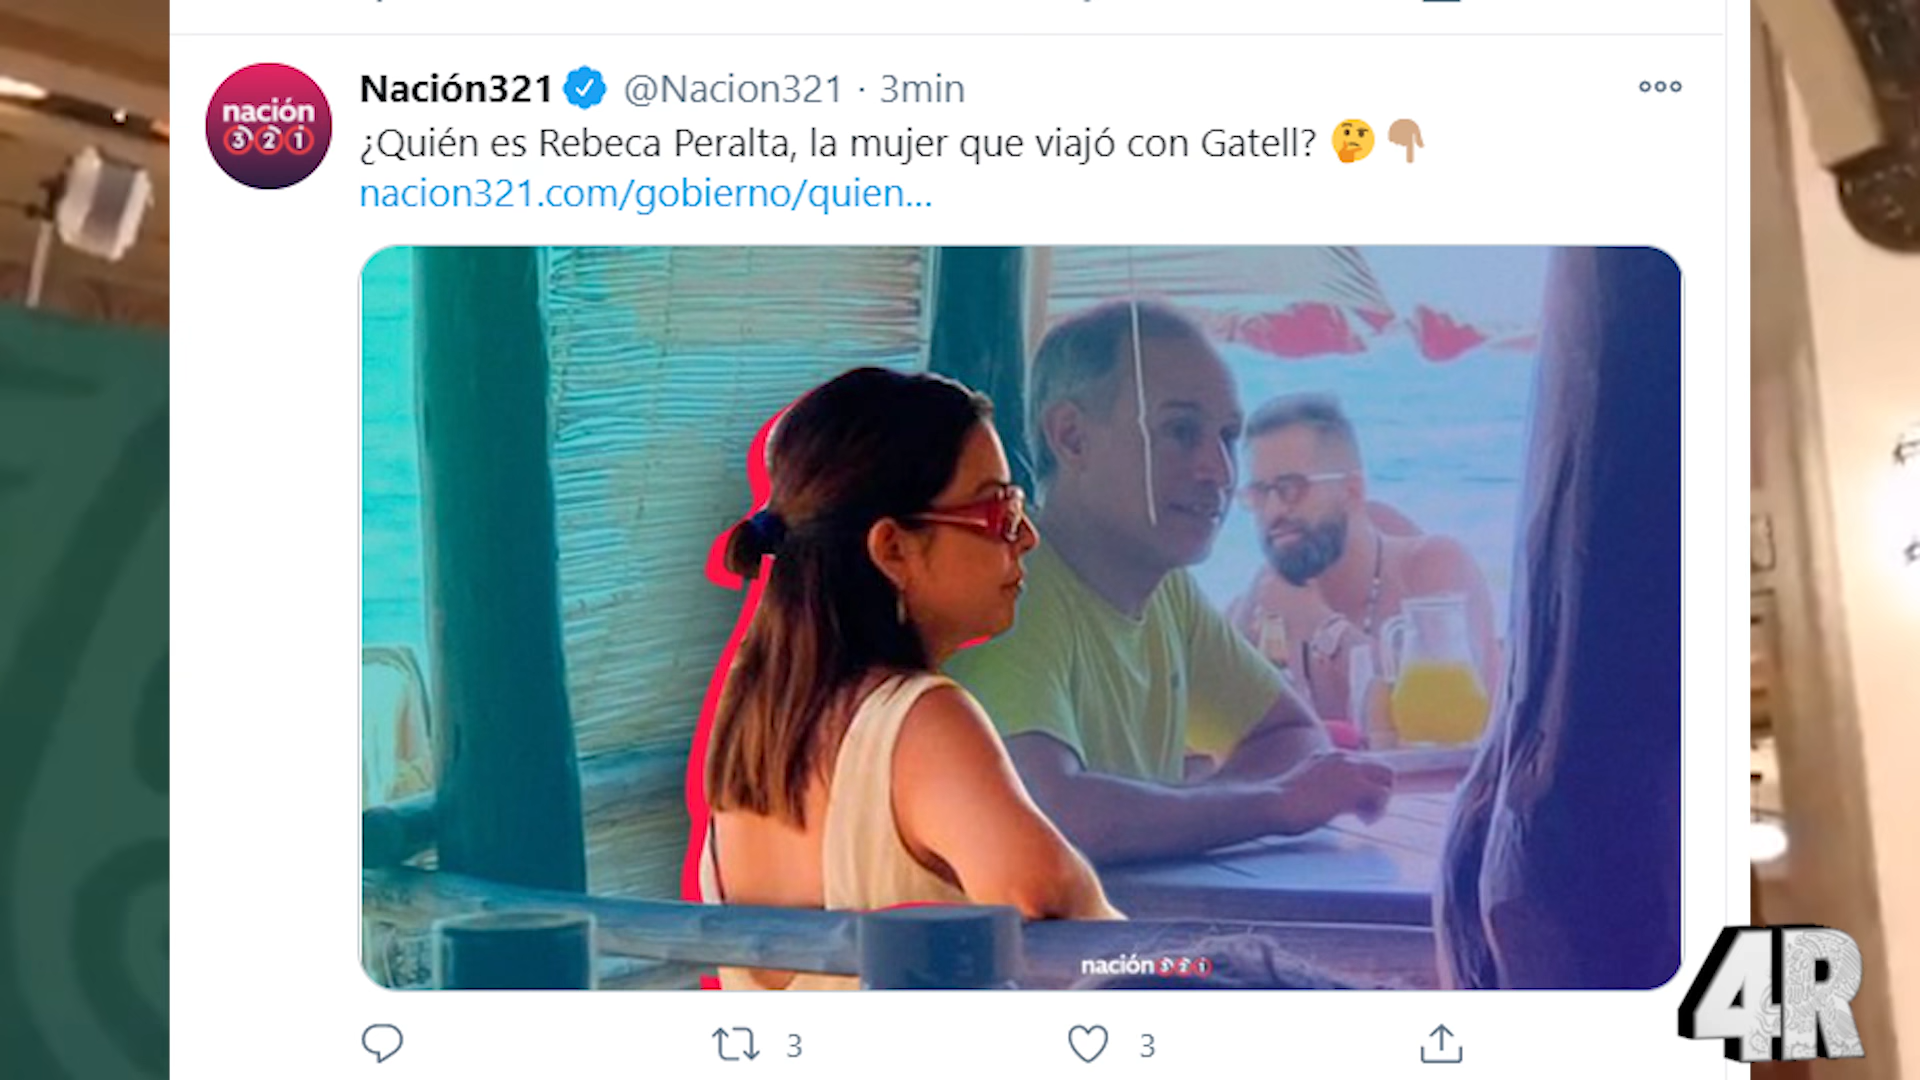 Nación321 @Nacion321 · 3min
nación
321
¿Quién es Rebeca Peralta, la mujer que viajó con Gatell? 🤔👇🏽
nacion321.com/gobierno/quien...
nación321
3 3
4R